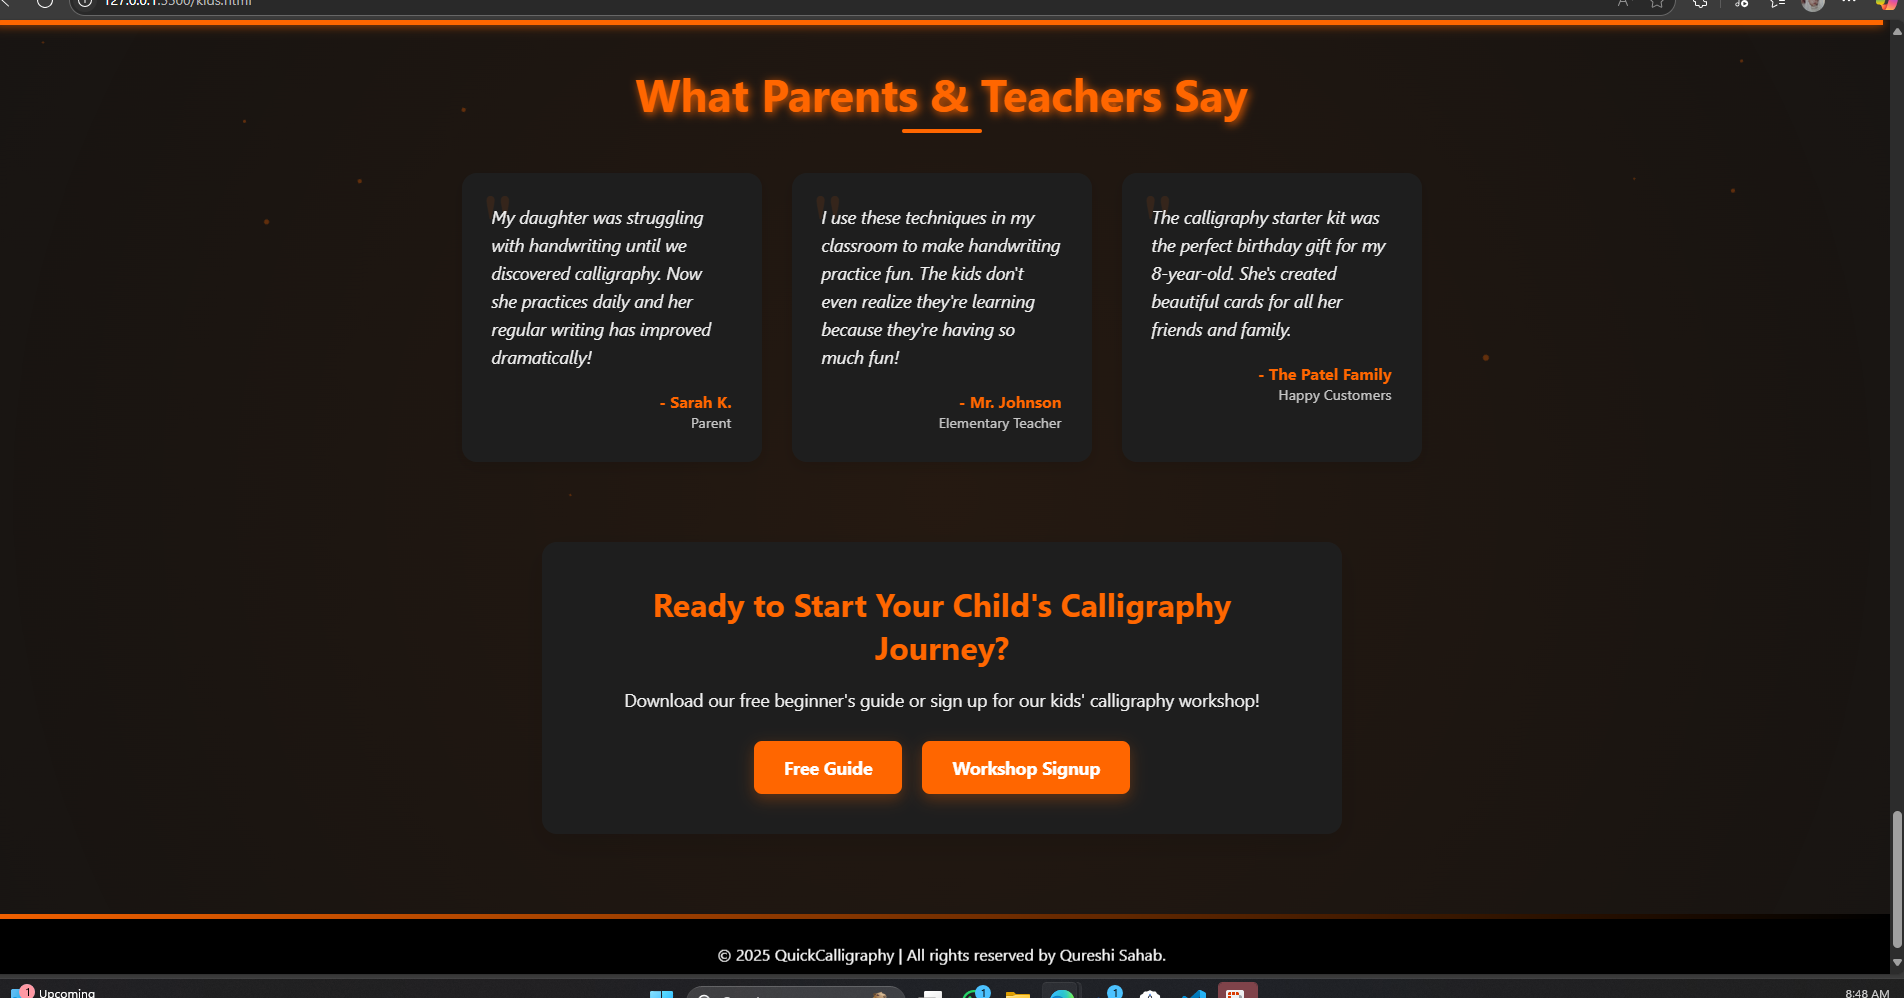 127.0.0.1:5500/kids.html
What Parents & Teachers Say
"
My daughter was struggling
with handwriting until we
discovered calligraphy. Now
she practices daily and her
regular writing has improved
dramatically!
- Sarah K.
Parent
"
I use these techniques in my
classroom to make handwriting
practice fun. The kids don't
even realize they're learning
because they're having so
much fun!
- Mr. Johnson
Elementary Teacher
"
The calligraphy starter kit was
the perfect birthday gift for my
8-year-old. She's created
beautiful cards for all her
friends and family.
- The Patel Family
Happy Customers
Ready to Start Your Child's Calligraphy
Journey?
Download our free beginner's guide or sign up for our kids' calligraphy workshop!
Free Guide
Workshop Signup
© 2025 QuickCalligraphy | All rights reserved by Qureshi Sahab.
1
Upcoming
1
1
8:48 AM